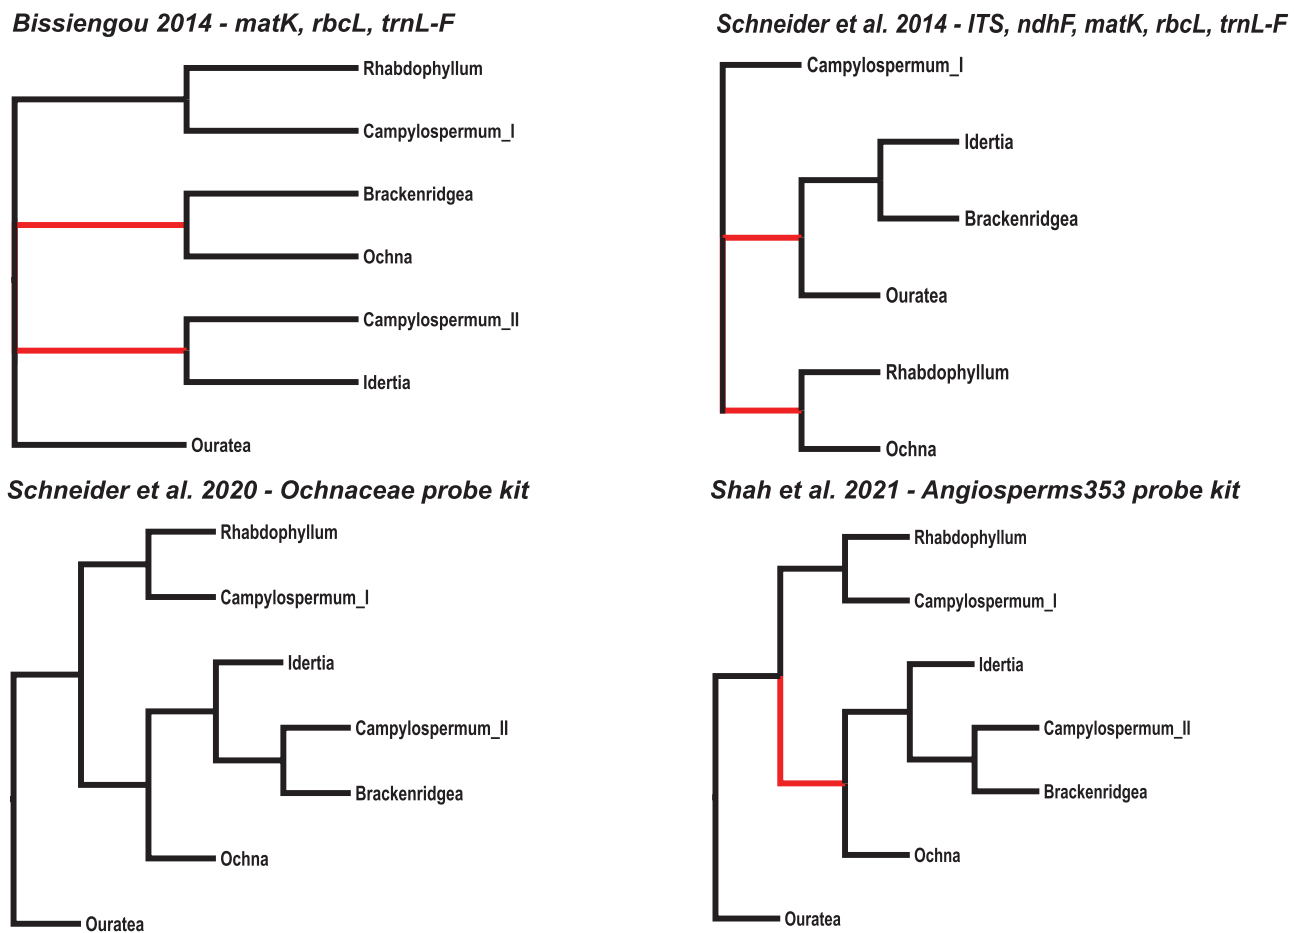 Bissiengou 2014 - matK, rbcL, trnL-F
Rhabdophyllum
Campylospermum_I
Brackenridgea
Ochna
Campylospermum_II
Idertia
Ouratea
Schneider et al. 2014 - ITS, ndhF, matK, rbcL, trnL-F
Campylospermum_I
Idertia
Brackenridgea
Ouratea
Rhabdophyllum
Ochna
Schneider et al. 2020 - Ochnaceae probe kit
Rhabdophyllum
Campylospermum_I
Idertia
Campylospermum_II
Brackenridgea
Ochna
Ouratea
Shah et al. 2021 - Angiosperms353 probe kit
Rhabdophyllum
Campylospermum_I
Idertia
Campylospermum_II
Brackenridgea
Ochna
Ouratea